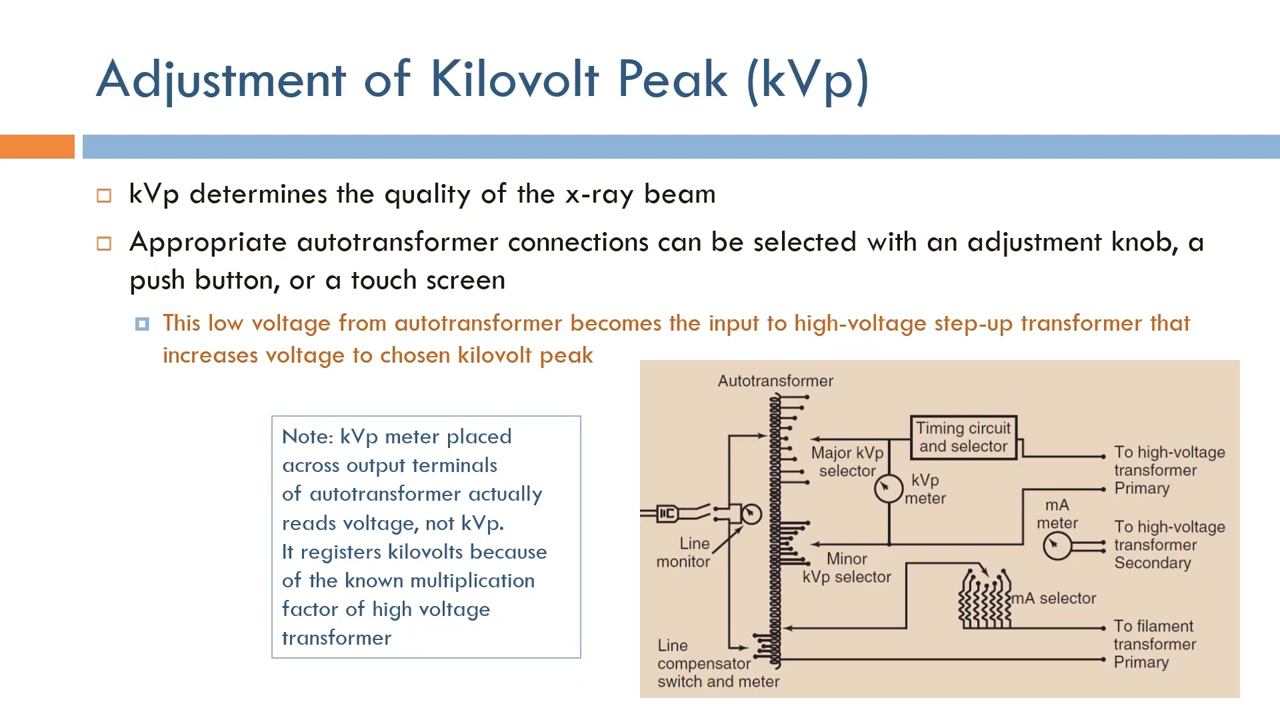 Adjustment of Kilovolt Peak (kVp)
kVp determines the quality of the x-ray beam
Appropriate autotransformer connections can be selected with an adjustment knob, a
push button, or a touch screen
This low voltage from autotransformer becomes the input to high-voltage step-up transformer that
increases voltage to chosen kilovolt peak
Note: kVp meter placed
across output terminals
of autotransformer actually
reads voltage, not kVp.
It registers kilovolts because
of the known multiplication
factor of high voltage
transformer
Autotransformer
Timing circuit
and selector
Major kVp
selector
kVp
meter
To high-voltage
transformer
Primary
mA
meter
To high-voltage
transformer
Secondary
Line
monitor
Minor
kVp selector
mA selector
To filament
transformer
Primary
Line
compensator
switch and meter